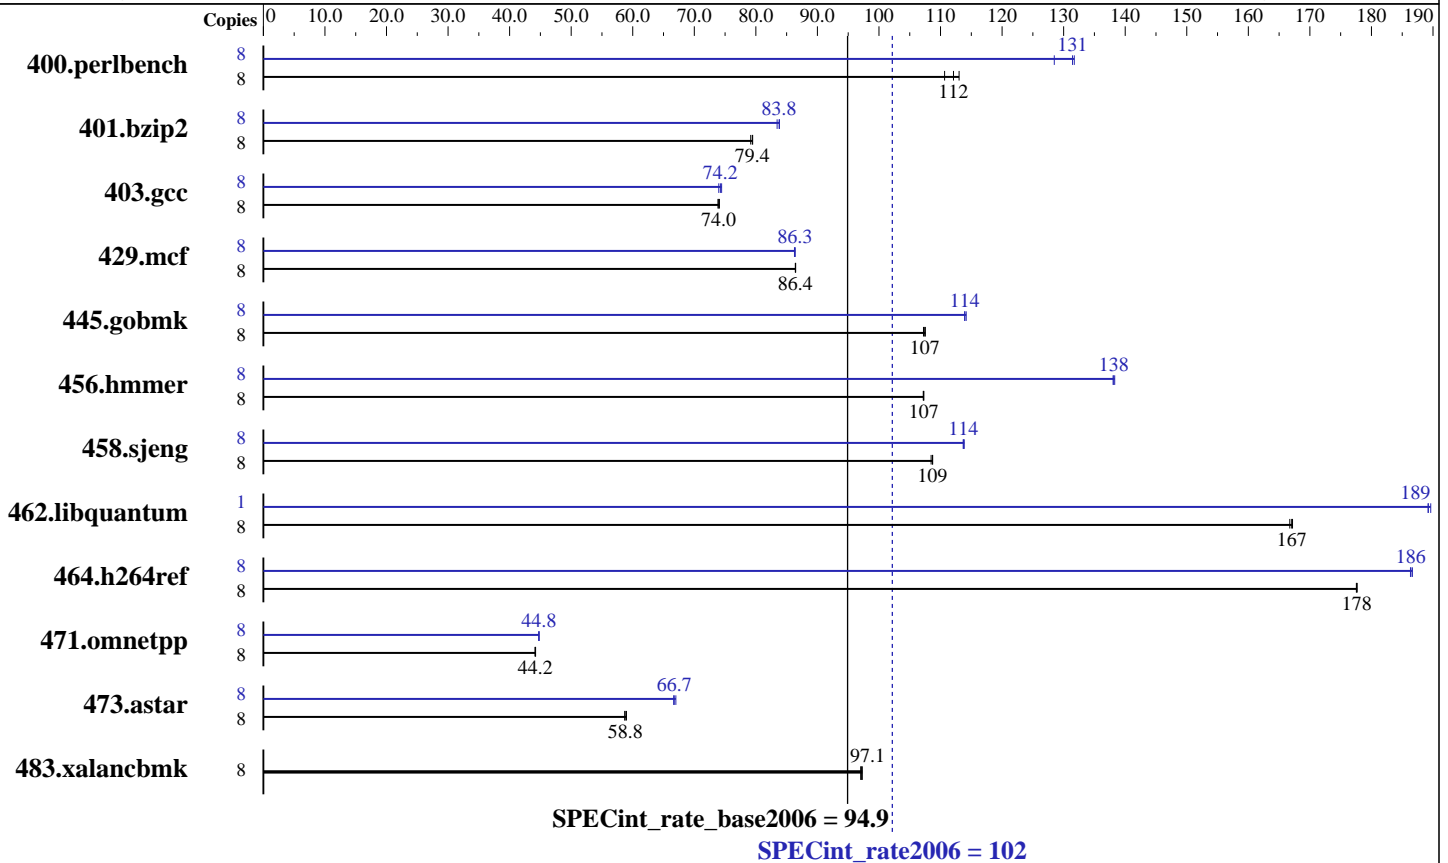 Copies 0 10.0 20.0 30.0 40.0 50.0 60.0 70.0 80.0 90.0 100 110 120 130 140 150 160 170 180 190
400.perlbench 8 131
8 112
401.bzip2 8 83.8
8 79.4
403.gcc 8 74.2
8 74.0
429.mcf 8 86.3
8 86.4
445.gobmk 8 114
8 107
456.hmmer 8 138
8 107
458.sjeng 8 114
8 109
462.libquantum 1 189
8 167
464.h264ref 8 186
8 178
471.omnetpp 8 44.8
8 44.2
473.astar 8 66.7
8 58.8
483.xalancbmk 8 97.1
SPECint_rate_base2006 = 94.9
SPECint_rate2006 = 102